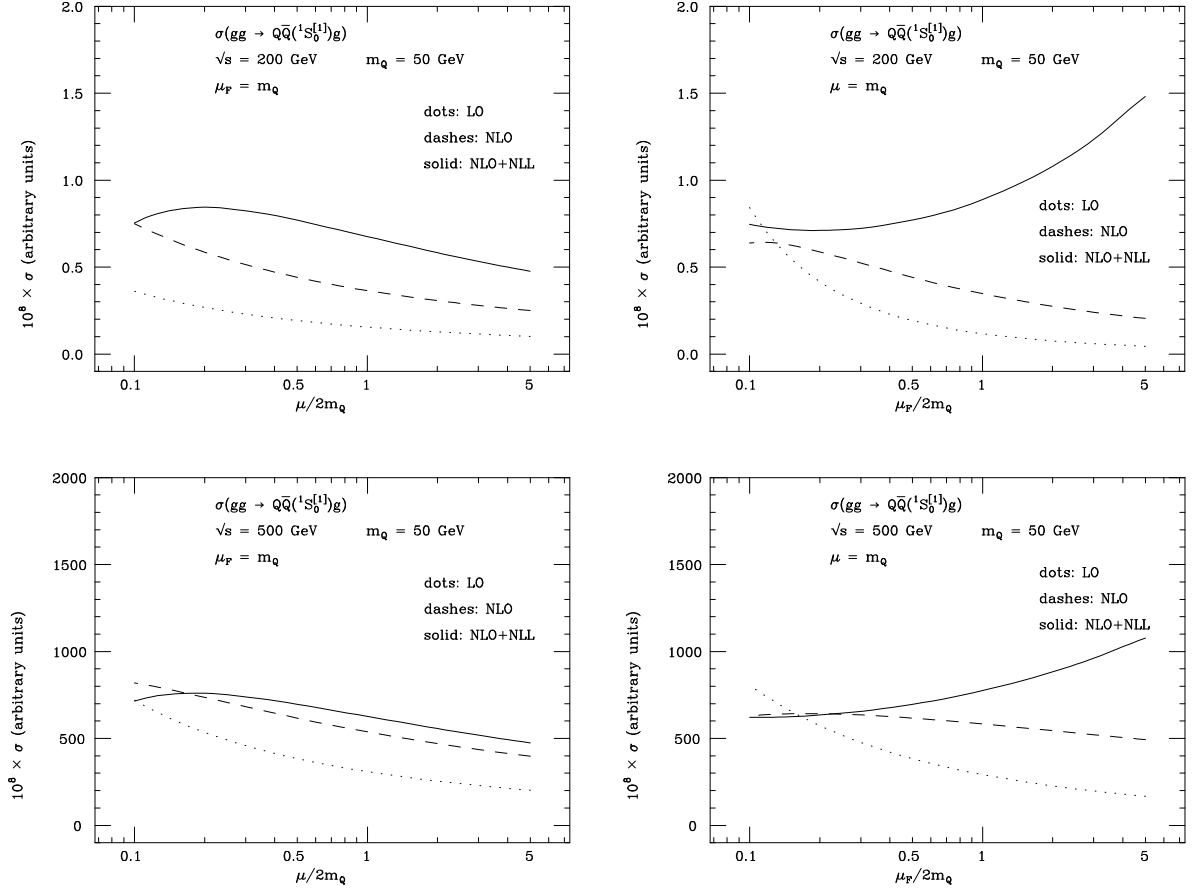 σ(gg → QQ̅(¹S₀^[1])g)
√s = 200 GeV m_Q = 50 GeV
μ_F = m_Q
dots: LO
dashes: NLO
solid: NLO+NLL
2.0
1.5
1.0
0.5
0.0
10⁸ × σ (arbitrary units)
0.1 0.5 1 5
μ/2m_Q
σ(gg → QQ̅(¹S₀^[1])g)
√s = 200 GeV m_Q = 50 GeV
μ = m_Q
dots: LO
dashes: NLO
solid: NLO+NLL
2.0
1.5
1.0
0.5
0.0
10⁸ × σ (arbitrary units)
0.1 0.5 1 5
μ_F/2m_Q
σ(gg → QQ̅(¹S₀^[1])g)
√s = 500 GeV m_Q = 50 GeV
μ_F = m_Q
dots: LO
dashes: NLO
solid: NLO+NLL
2000
1500
1000
500
0
10⁸ × σ (arbitrary units)
0.1 0.5 1 5
μ/2m_Q
σ(gg → QQ̅(¹S₀^[1])g)
√s = 500 GeV m_Q = 50 GeV
μ = m_Q
dots: LO
dashes: NLO
solid: NLO+NLL
2000
1500
1000
500
0
10⁸ × σ (arbitrary units)
0.1 0.5 1 5
μ_F/2m_Q